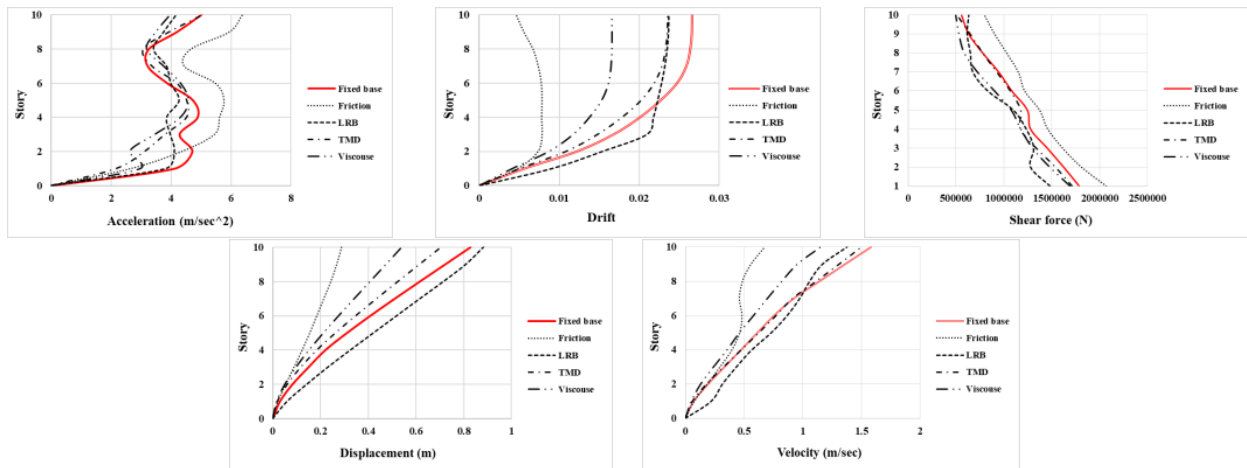 10
8
6
4
2
0
Story
0 2 4 6 8
Acceleration (m/sec^2)
Fixed base
Friction
LRB
TMD
Viscouse
10
8
6
4
2
0
Story
0 0.01 0.02 0.03
Drift
Fixed base
Friction
LRB
TMD
Viscouse
10
9
8
7
6
5
4
3
2
1
Story
0 500000 1000000 1500000 2000000 2500000
Shear force (N)
Fixed base
Friction
LRB
TMD
Viscouse
10
8
6
4
2
0
Story
0 0.2 0.4 0.6 0.8 1
Displacement (m)
Fixed base
Friction
LRB
TMD
Viscouse
10
8
6
4
2
0
Story
0 0.5 1 1.5 2
Velocity (m/sec)
Fixed base
Friction
LRB
TMD
Viscouse